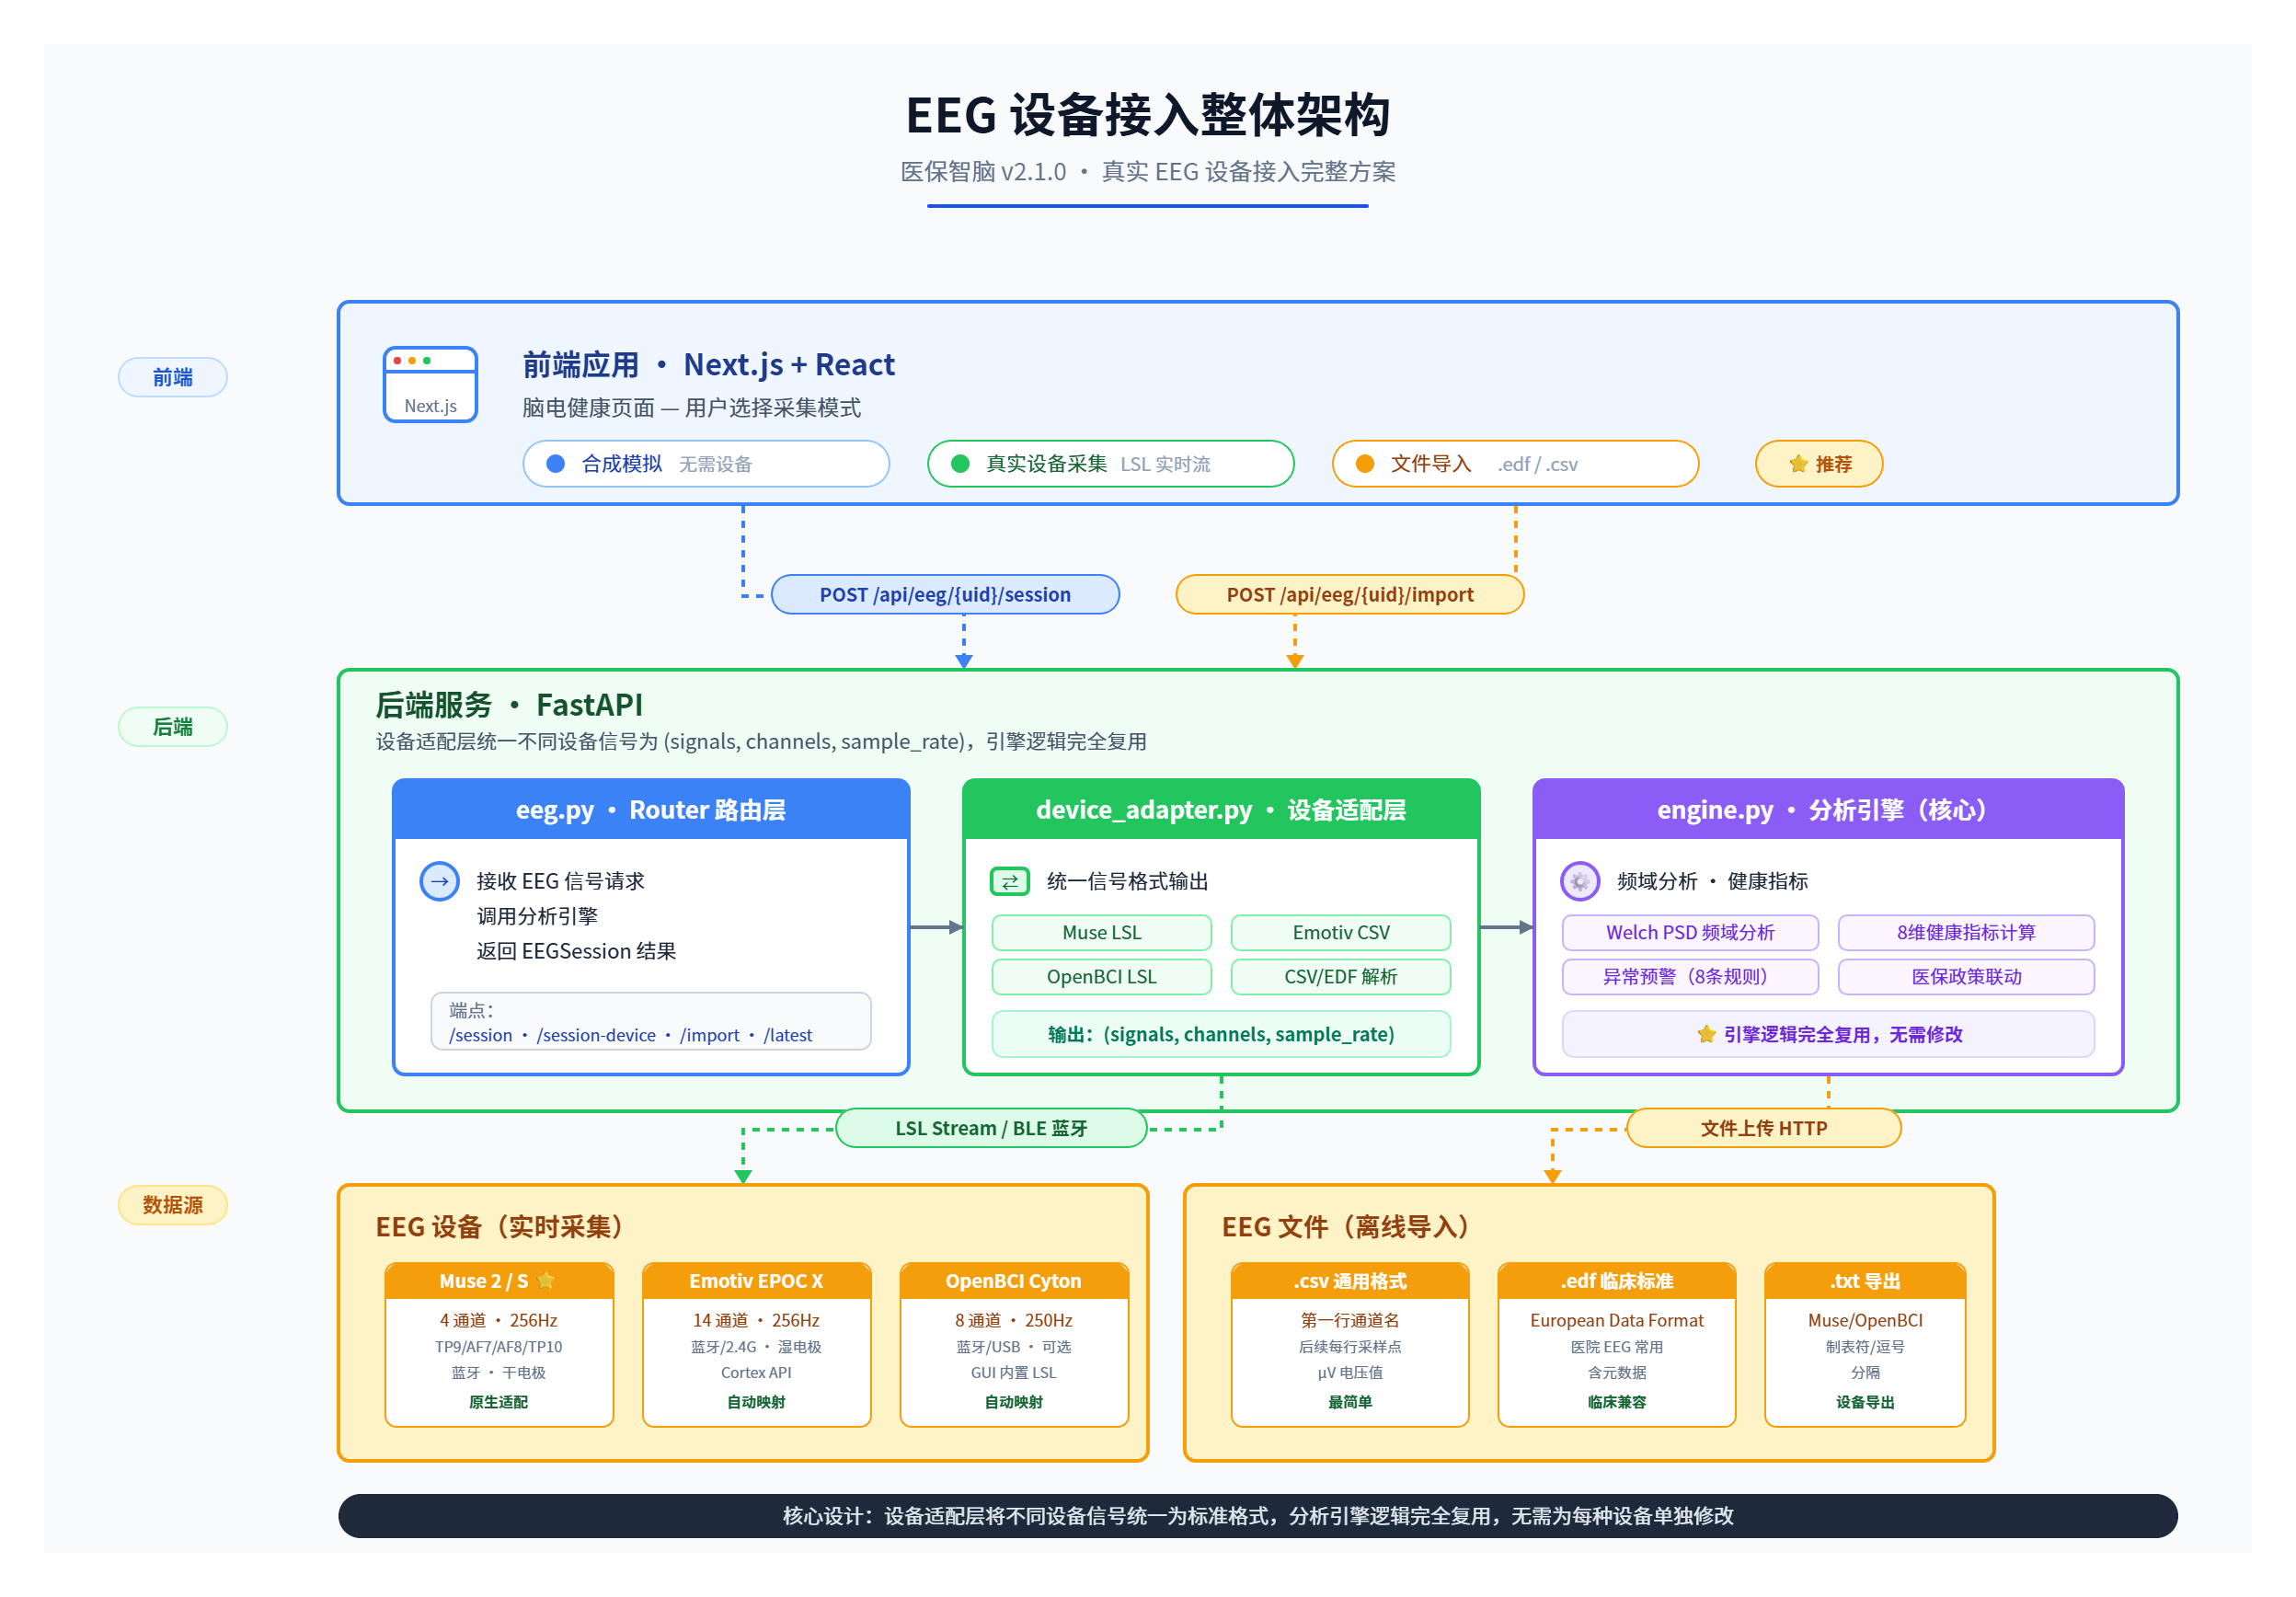 EEG 设备接入整体架构
医保智脑 v2.1.0 • 真实 EEG 设备接入完整方案
前端
Next.js
前端应用 • Next.js + React
脑电健康页面 — 用户选择采集模式
合成模拟 无需设备
真实设备采集 LSL 实时流
文件导入 .edf / .csv
⭐ 推荐
POST /api/eeg/{uid}/session
POST /api/eeg/{uid}/import
后端
后端服务 • FastAPI
设备适配层统一不同设备信号为 (signals, channels, sample_rate)，引擎逻辑完全复用
eeg.py • Router 路由层
→
接收 EEG 信号请求
调用分析引擎
返回 EEGSession 结果
端点：
/session • /session-device • /import • /latest
device_adapter.py • 设备适配层
⇄
统一信号格式输出
Muse LSL
Emotiv CSV
OpenBCI LSL
CSV/EDF 解析
输出：(signals, channels, sample_rate)
engine.py • 分析引擎（核心）
频域分析 • 健康指标
Welch PSD 频域分析
8维健康指标计算
异常预警（8条规则）
医保政策联动
⭐ 引擎逻辑完全复用，无需修改
LSL Stream / BLE 蓝牙
文件上传 HTTP
数据源
EEG 设备（实时采集）
Muse 2 / S ⭐
4 通道 • 256Hz
TP9/AF7/AF8/TP10
蓝牙 • 干电极
原生适配
Emotiv EPOC X
14 通道 • 256Hz
蓝牙/2.4G • 湿电极
Cortex API
自动映射
OpenBCI Cyton
8 通道 • 250Hz
蓝牙/USB • 可选
GUI 内置 LSL
自动映射
EEG 文件（离线导入）
.csv 通用格式
第一行通道名
后续每行采样点
μV 电压值
最简单
.edf 临床标准
European Data Format
医院 EEG 常用
含元数据
临床兼容
.txt 导出
Muse/OpenBCI
制表符/逗号
分隔
设备导出
核心设计：设备适配层将不同设备信号统一为标准格式，分析引擎逻辑完全复用，无需为每种设备单独修改